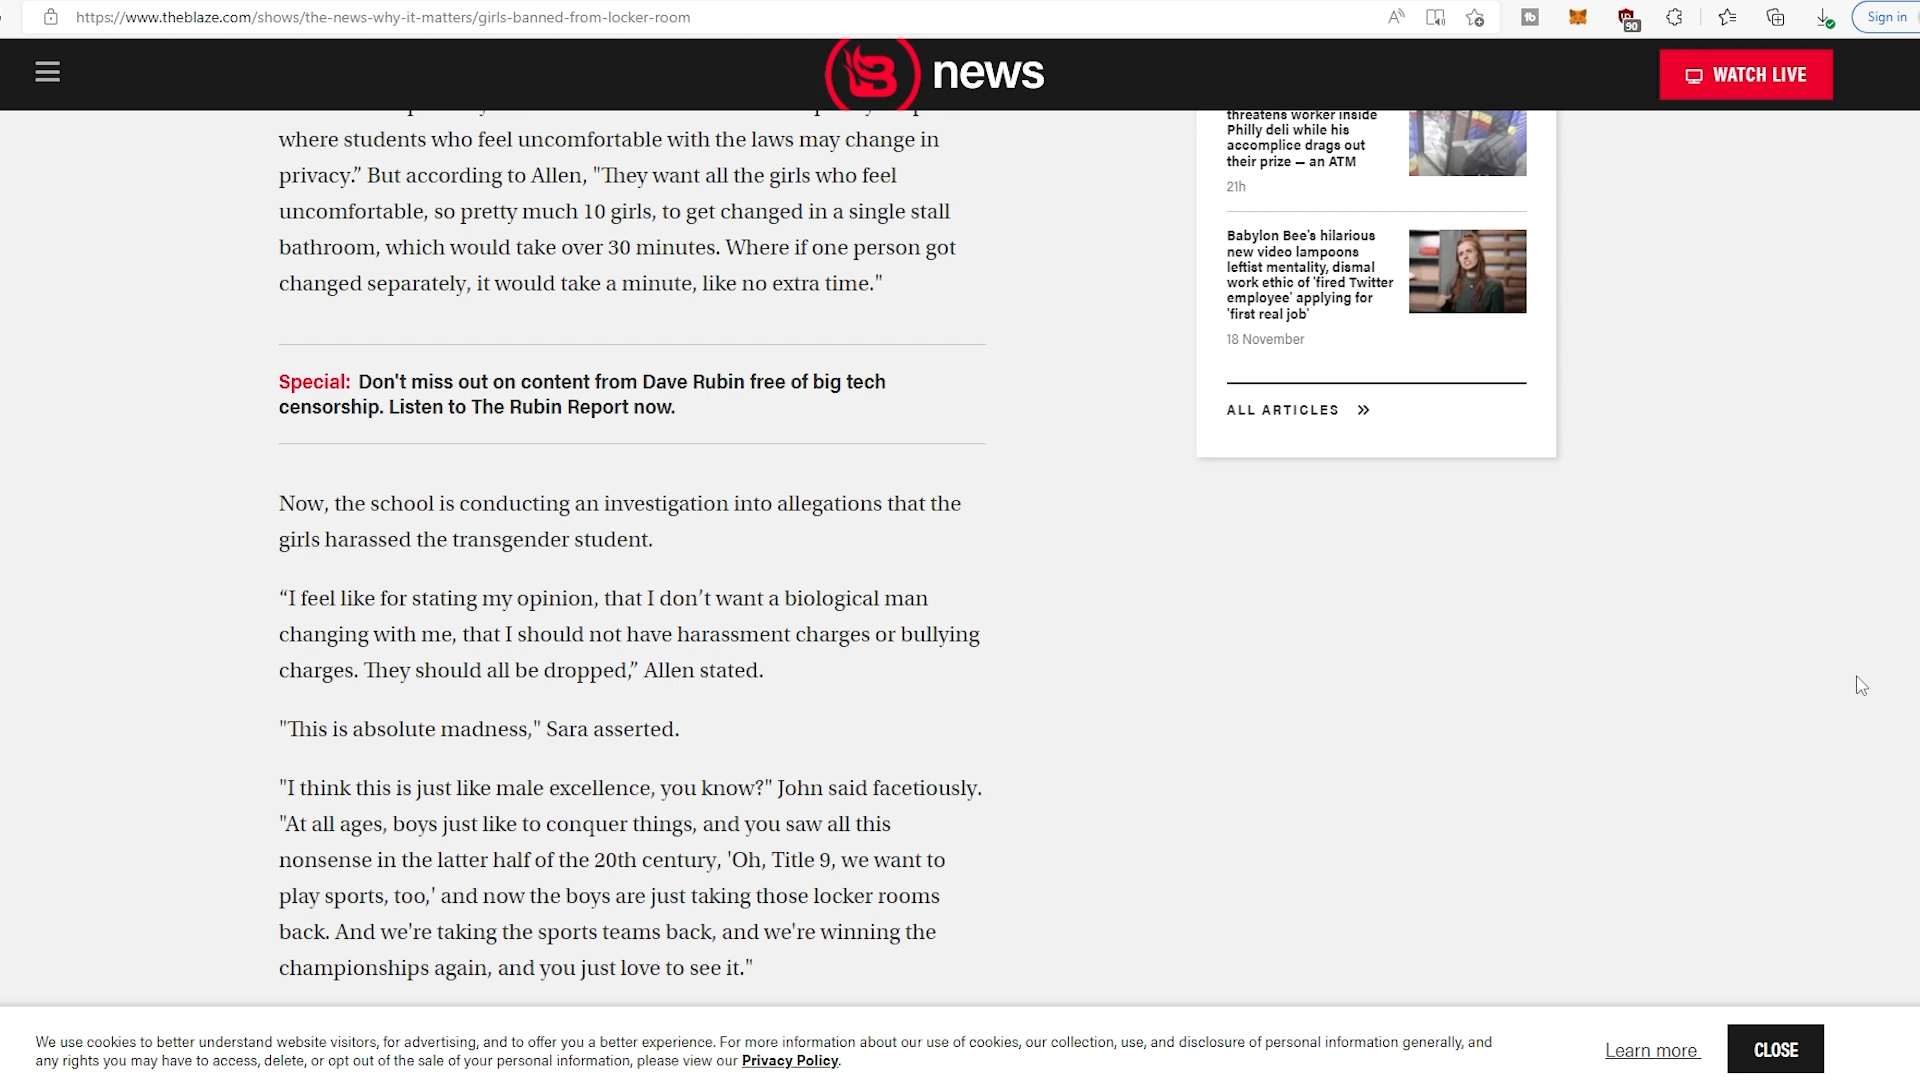 https://www.theblaze.com/shows/the-news-why-it-matters/girls-banned-from-locker-room
90
Sign in
news
WATCH LIVE
where students who feel uncomfortable with the laws may change in
privacy.” But according to Allen, "They want all the girls who feel
uncomfortable, so pretty much 10 girls, to get changed in a single stall
bathroom, which would take over 30 minutes. Where if one person got
changed separately, it would take a minute, like no extra time."
Special: Don't miss out on content from Dave Rubin free of big tech
censorship. Listen to The Rubin Report now.
Now, the school is conducting an investigation into allegations that the
girls harassed the transgender student.
“I feel like for stating my opinion, that I don’t want a biological man
changing with me, that I should not have harassment charges or bullying
charges. They should all be dropped,” Allen stated.
"This is absolute madness," Sara asserted.
"I think this is just like male excellence, you know?" John said facetiously.
"At all ages, boys just like to conquer things, and you saw all this
nonsense in the latter half of the 20th century, 'Oh, Title 9, we want to
play sports, too,' and now the boys are just taking those locker rooms
back. And we're taking the sports teams back, and we're winning the
championships again, and you just love to see it."
threatens worker inside
Philly deli while his
accomplice drags out
their prize — an ATM
21h
Babylon Bee's hilarious
new video lampoons
leftist mentality, dismal
work ethic of 'fired Twitter
employee' applying for
'first real job'
18 November
ALL ARTICLES
We use cookies to better understand website visitors, for advertising, and to offer you a better experience. For more information about our use of cookies, our collection, use, and disclosure of personal information generally, and
any rights you may have to access, delete, or opt out of the sale of your personal information, please view our Privacy Policy.
Learn more
CLOSE